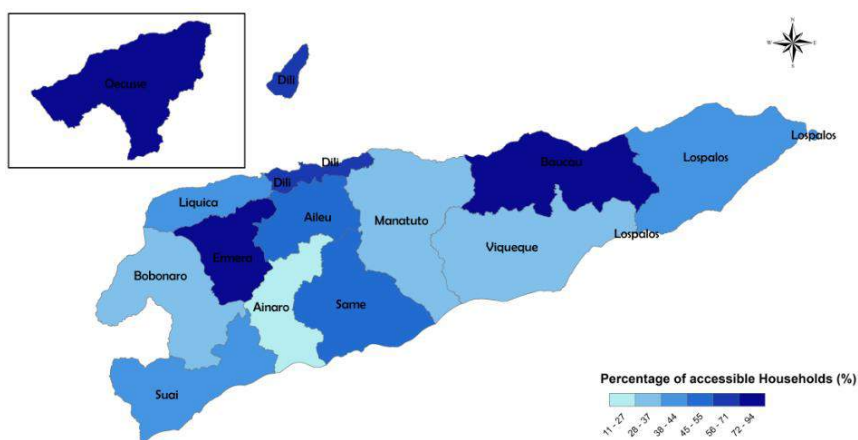 Oecusse
N
W E
S
Dili
Dili
Lospalos
Baucau
Lospalos
Dili
Liquica
Aileu
Manatuto
Lospalos
Viqueque
Ermera
Bobonaro
Ainaro
Same
Suai
Percentage of accessible Households (%)
11 - 27
28 - 37
38 - 44
45 - 55
56 - 71
72 - 94